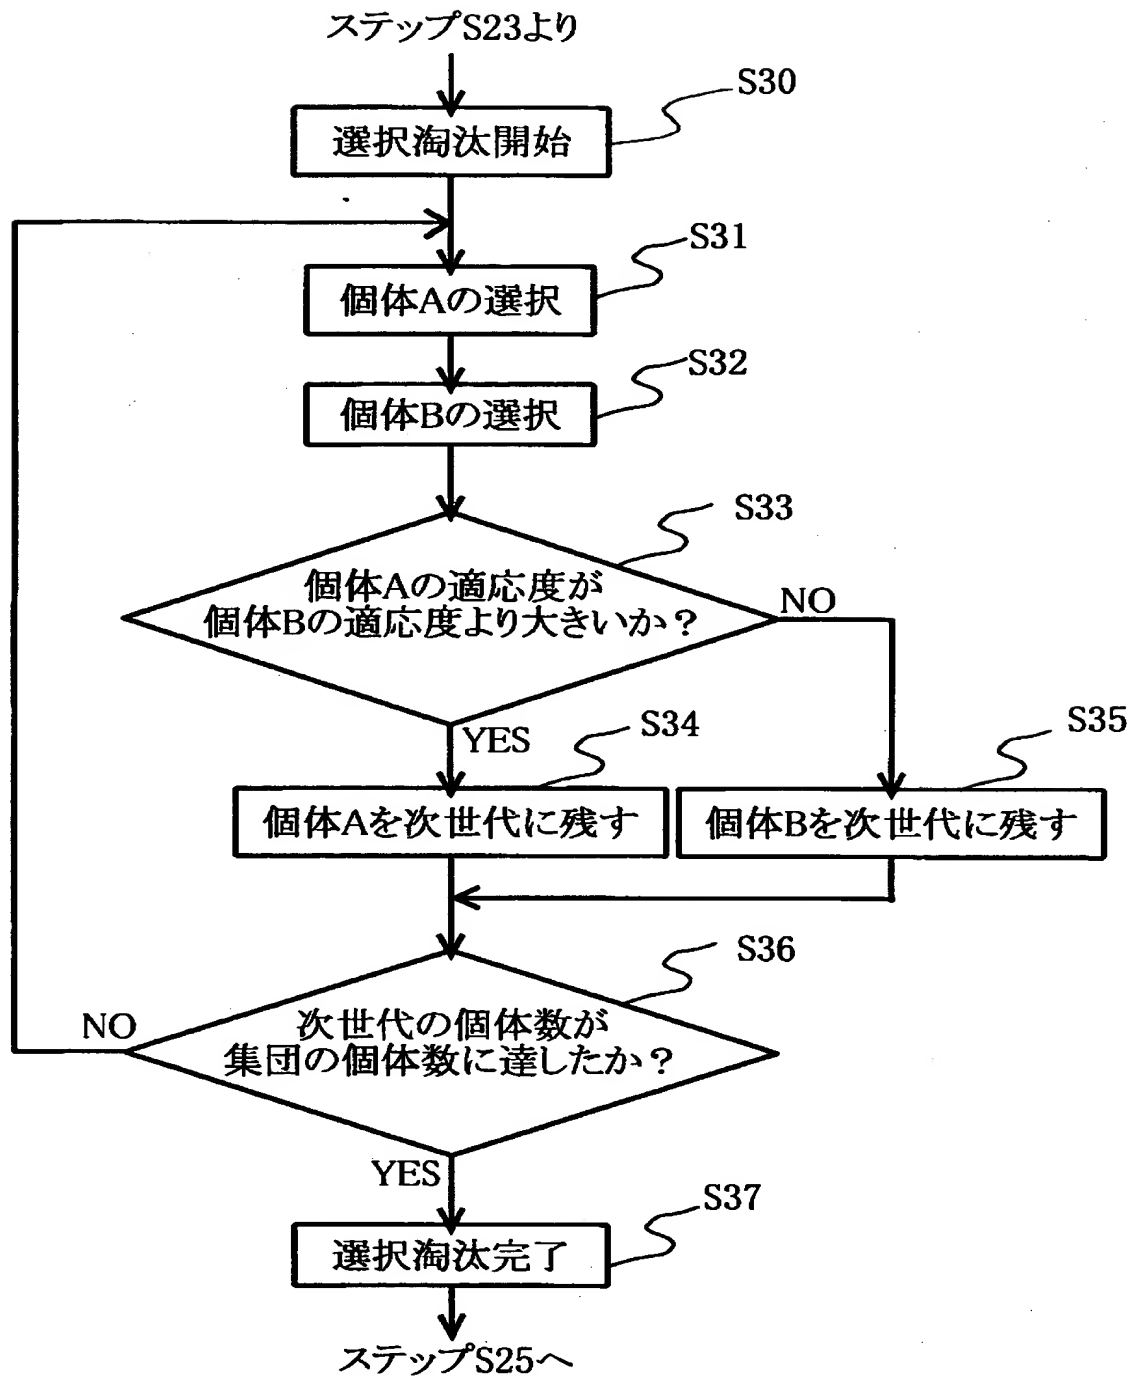 ステップS23より
S30
選択淘汰開始
S31
個体Aの選択
S32
個体Bの選択
S33
個体Aの適応度が
個体Bの適応度より大きいか？
NO
YES
S34
S35
個体Aを次世代に残す
個体Bを次世代に残す
S36
次世代の個体数が
集団の個体数に達したか？
NO
YES
S37
選択淘汰完了
ステップS25へ